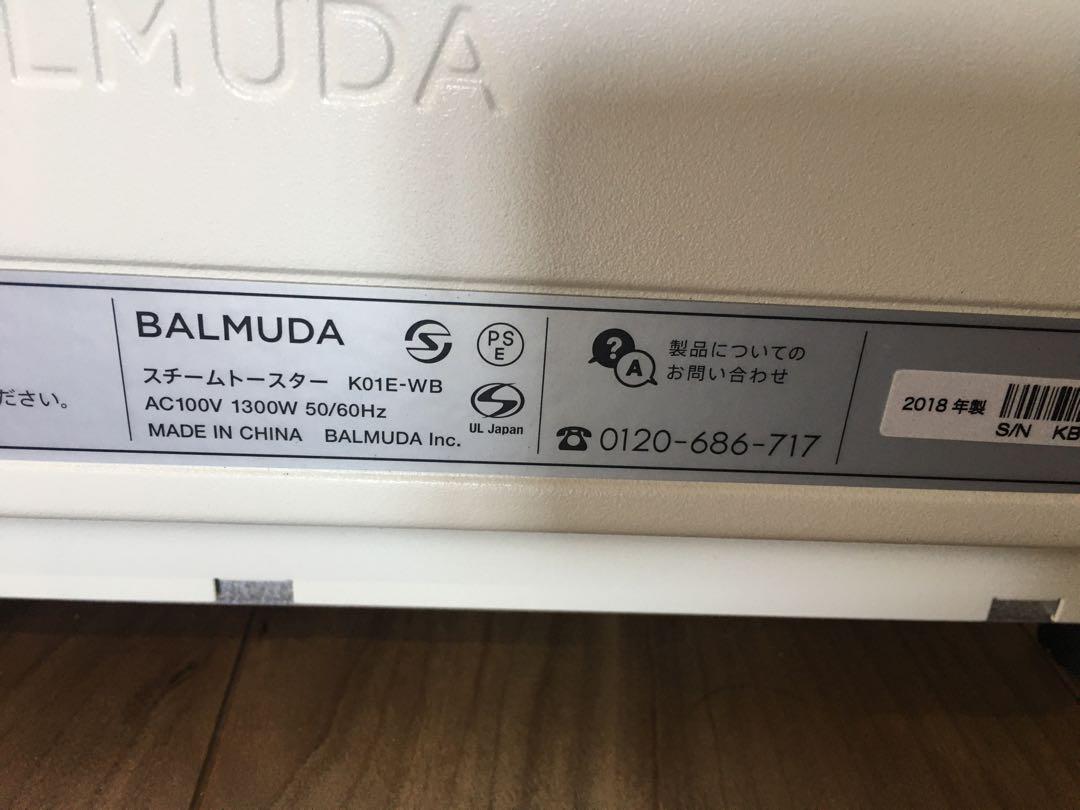 BALMUDA
ださい。
BALMUDA
スチームトースター K01E-WB
AC100V 1300W 50/60Hz
MADE IN CHINA BALMUDA Inc.
PS
E
UL Japan
?
A
製品についての
お問い合わせ
0120-686-717
2018 年製
S/N KB